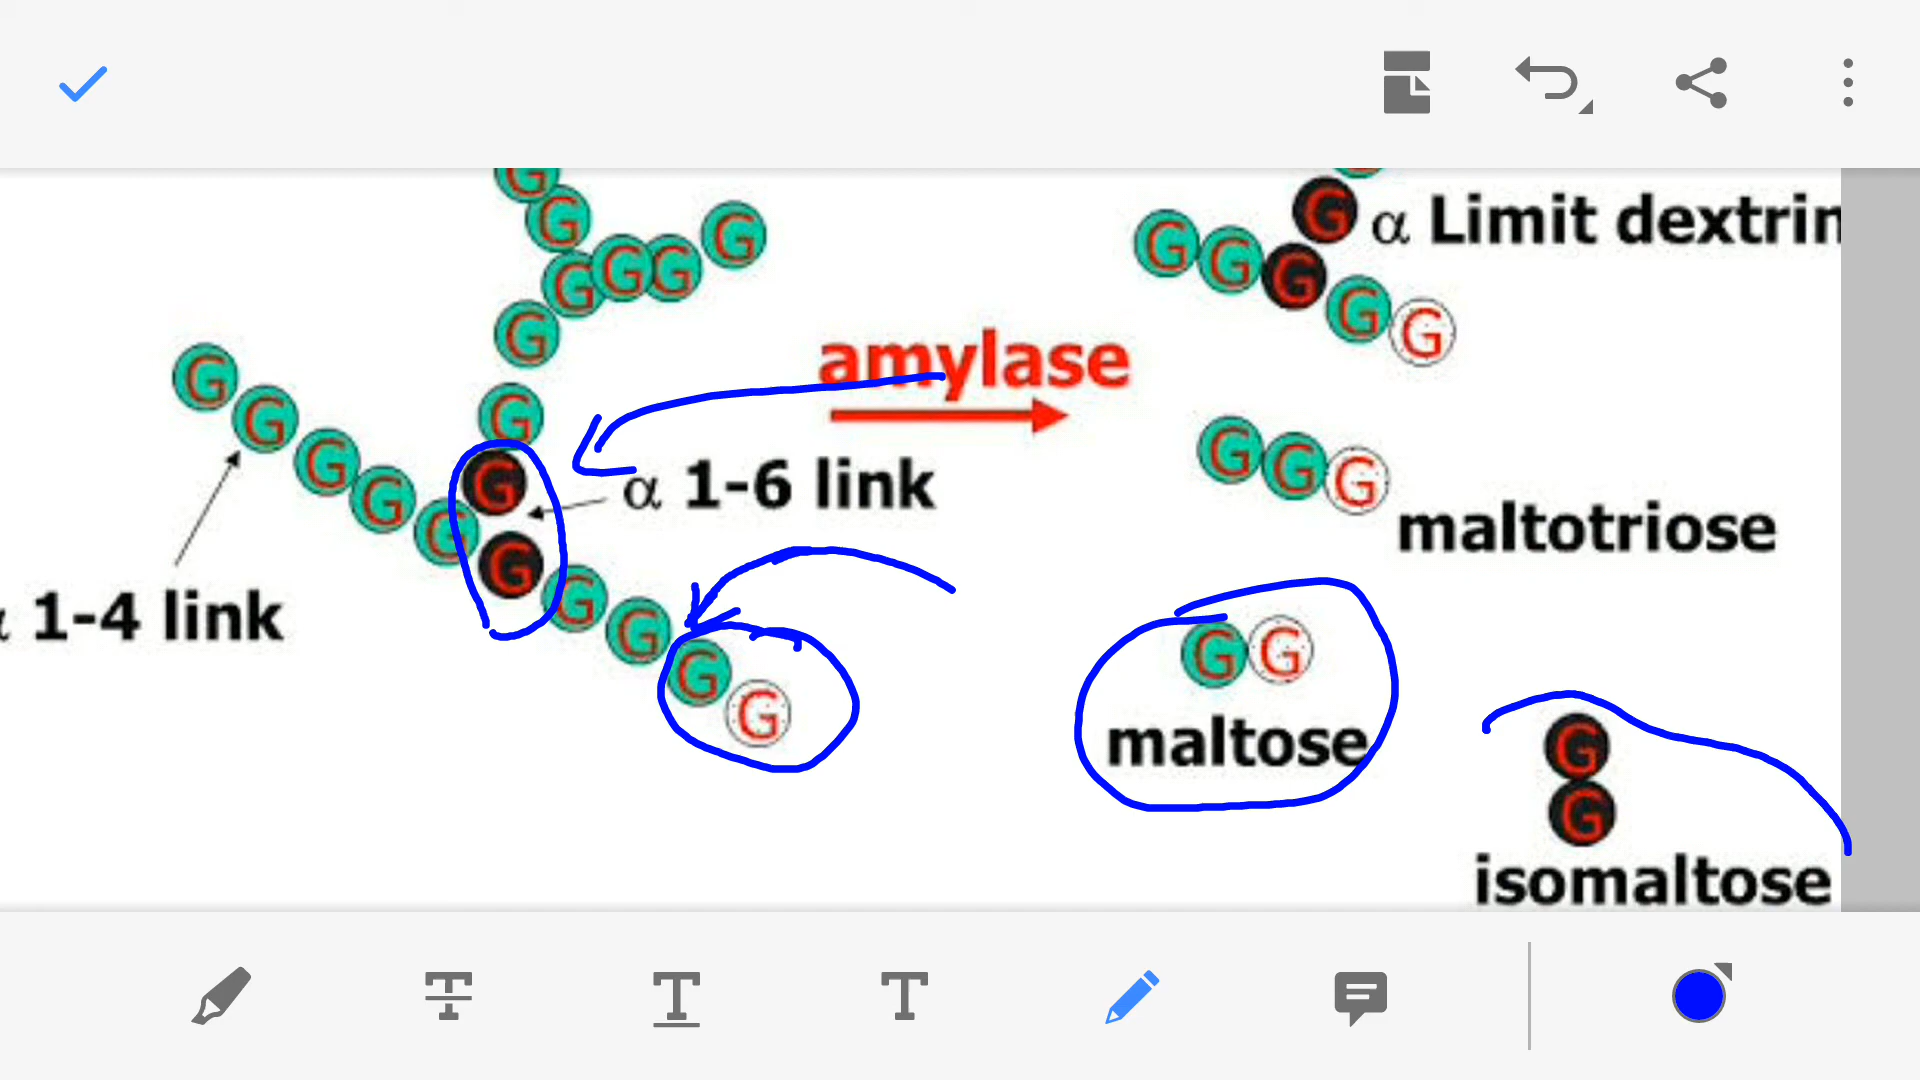 G
G
G G G G
G
G
G G G G G
G
G
G G G G
α 1-6 link
1-4 link
amylase
G
G G G G G
α Limit dextrin
G G G
maltotriose
G G
maltose
G
G
isomaltose
T T T